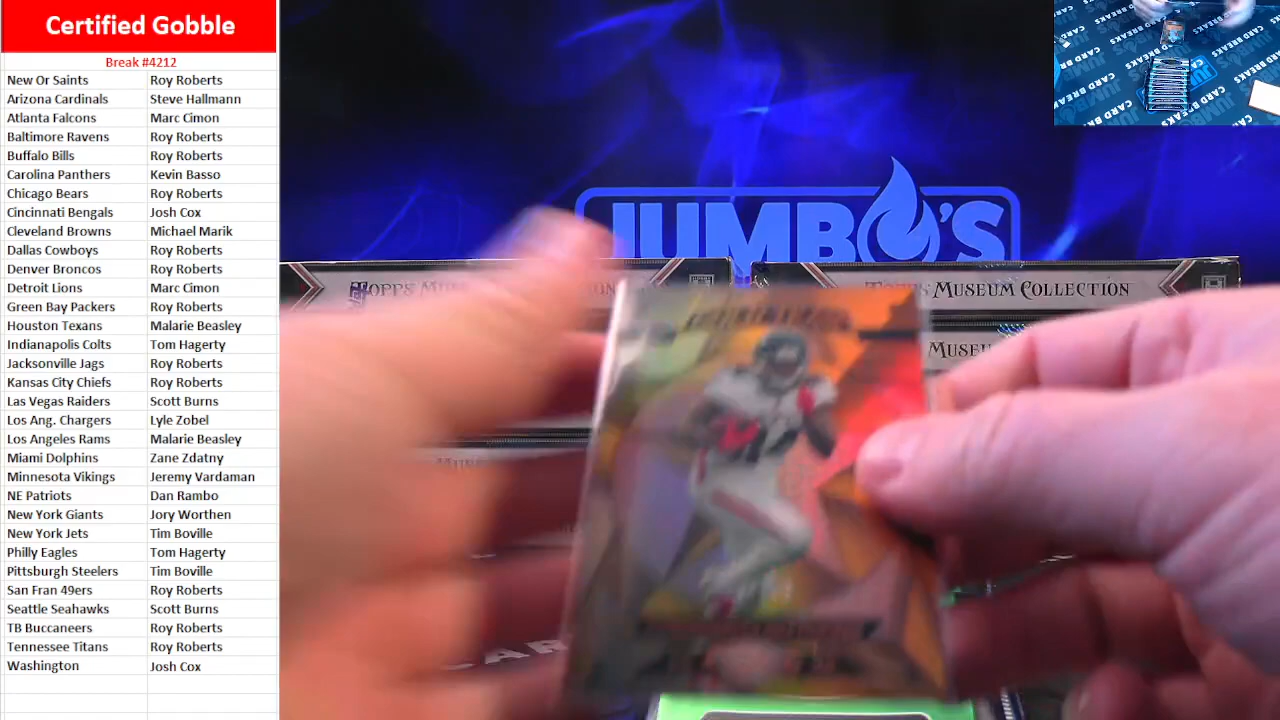 Certified Gobble
Break #4212
New Or Saints Roy Roberts
Arizona Cardinals Steve Hallmann
Atlanta Falcons Marc Cimon
Baltimore Ravens Roy Roberts
Buffalo Bills Roy Roberts
Carolina Panthers Kevin Basso
Chicago Bears Roy Roberts
Cincinnati Bengals Josh Cox
Cleveland Browns Michael Marik
Dallas Cowboys Roy Roberts
Denver Broncos Roy Roberts
Detroit Lions Marc Cimon
Green Bay Packers Roy Roberts
Houston Texans Malarie Beasley
Indianapolis Colts Tom Hagerty
Jacksonville Jags Roy Roberts
Kansas City Chiefs Roy Roberts
Las Vegas Raiders Scott Burns
Los Ang. Chargers Lyle Zobel
Los Angeles Rams Malarie Beasley
Miami Dolphins Zane Zdatny
Minnesota Vikings Jeremy Vardaman
NE Patriots Dan Rambo
New York Giants Jory Worthen
New York Jets Tim Boville
Philly Eagles Tom Hagerty
Pittsburgh Steelers Tim Boville
San Fran 49ers Roy Roberts
Seattle Seahawks Scott Burns
TB Buccaneers Roy Roberts
Tennessee Titans Roy Roberts
Washington Josh Cox
CARD BREAKS
CARD BREAKS
JUMBO'S
TOPPS MUSEUM COLLECTION
MUSEUM